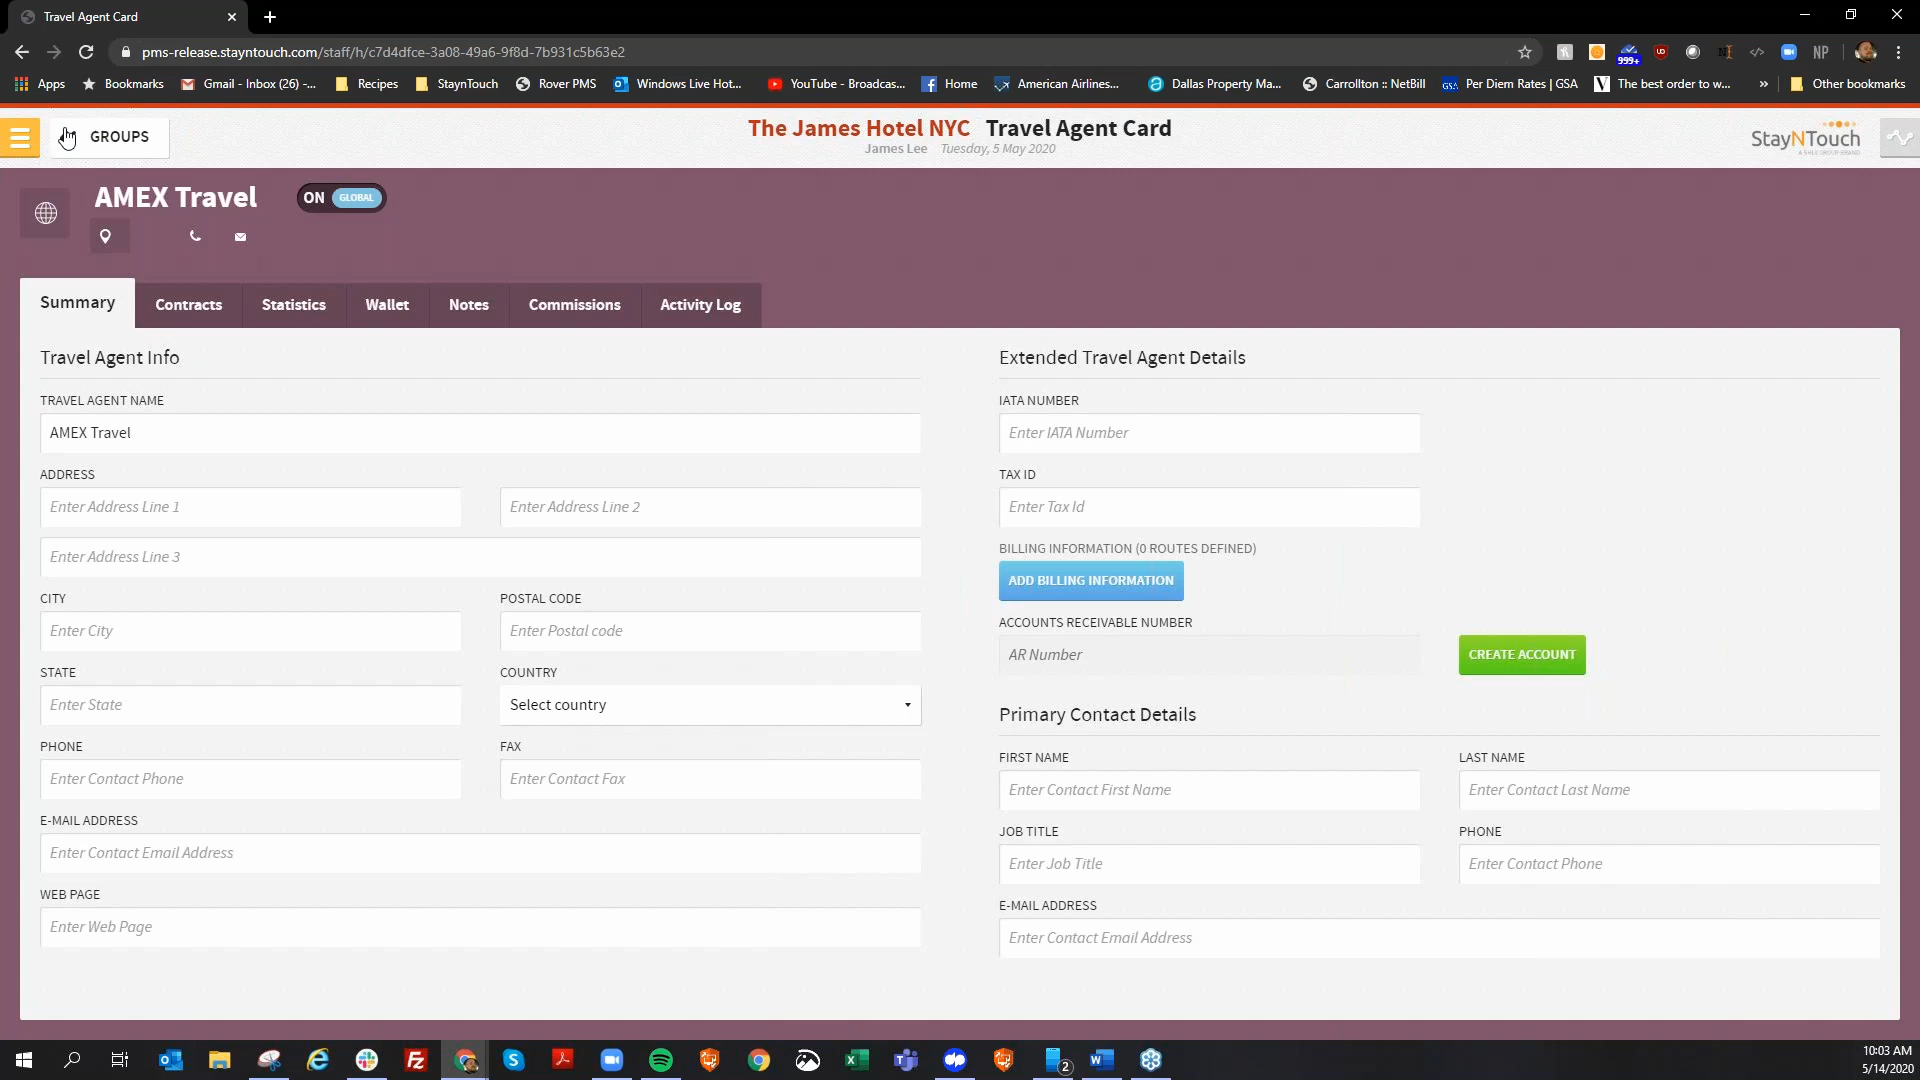 Travel Agent Card
pms-release.stayntouch.com/staff/h/c7d4dfce-3a08-49a6-9f8d-7b931c5b63e2
999+
NP
Apps
Bookmarks
Gmail - Inbox (26) -...
Recipes
StaynTouch
Rover PMS
Windows Live Hot...
YouTube - Broadcas...
Home
American Airlines...
Dallas Property Ma...
Carrollton :: NetBill
GSA
Per Diem Rates | GSA
The best order to w...
»
Other bookmarks
GROUPS
The James Hotel NYC Travel Agent Card
James Lee Tuesday, 5 May 2020
StayNTouch
AMEX Travel
ON GLOBAL
Summary
Contracts
Statistics
Wallet
Notes
Commissions
Activity Log
Travel Agent Info
TRAVEL AGENT NAME
AMEX Travel
ADDRESS
Enter Address Line 1
Enter Address Line 2
Enter Address Line 3
CITY
POSTAL CODE
Enter City
Enter Postal code
STATE
COUNTRY
Enter State
Select country
PHONE
FAX
Enter Contact Phone
Enter Contact Fax
E-MAIL ADDRESS
Enter Contact Email Address
WEB PAGE
Enter Web Page
Extended Travel Agent Details
IATA NUMBER
Enter IATA Number
TAX ID
Enter Tax Id
BILLING INFORMATION (0 ROUTES DEFINED)
ADD BILLING INFORMATION
ACCOUNTS RECEIVABLE NUMBER
AR Number
CREATE ACCOUNT
Primary Contact Details
FIRST NAME
LAST NAME
Enter Contact First Name
Enter Contact Last Name
JOB TITLE
PHONE
Enter Job Title
Enter Contact Phone
E-MAIL ADDRESS
Enter Contact Email Address
2
10:03 AM
5/14/2020